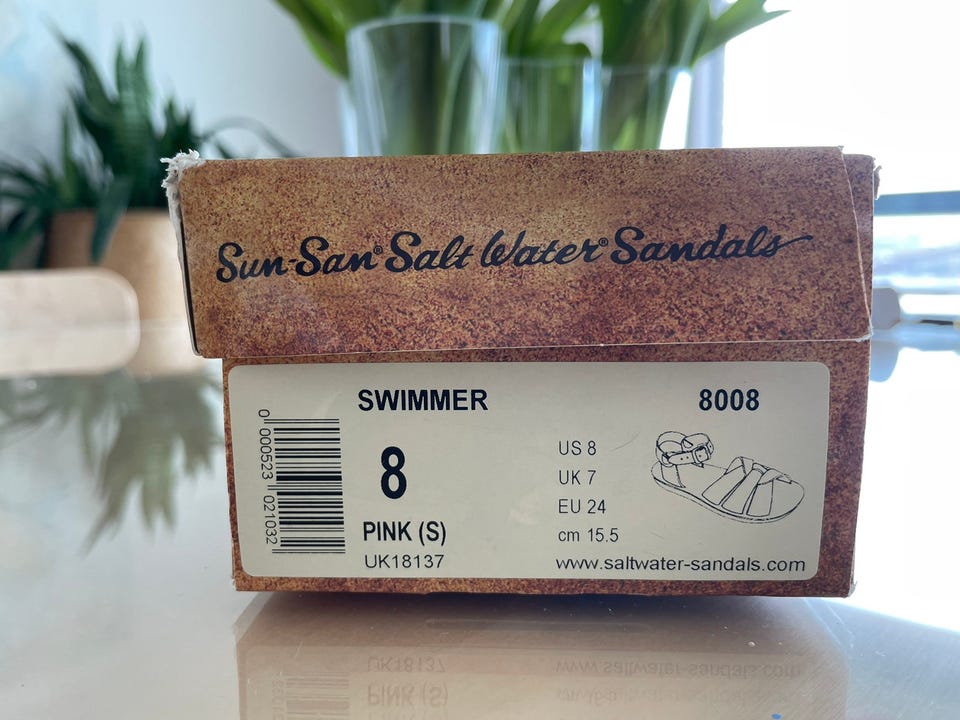 Sun-San® Salt Water® Sandals
SWIMMER 8008
8
PINK (S)
UK18137
US 8
UK 7
EU 24
cm 15.5
www.saltwater-sandals.com
0 000523 021032